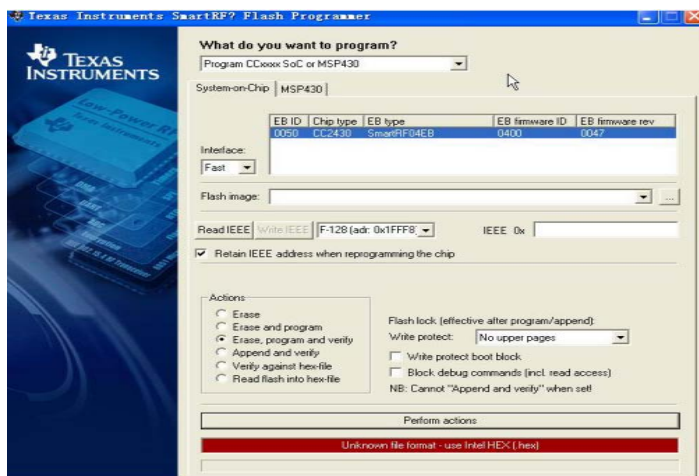 Texas Instruments SmartRF? Flash Programmer
TEXAS
INSTRUMENTS
Low-Power RF
Texas Instruments
What do you want to program?
Program CCxxxx SoC or MSP430
System-on-Chip MSP430
EB ID Chip type EB type EB firmware ID EB firmware rev
0050 CC2430 SmartRF04EB 0400 0047
Interface:
Fast
Flash image: ...
Read IEEE Write IEEE F-128 (adr: 0x1FFF8 IEEE 0x
Retain IEEE address when reprogramming the chip
Actions
Erase
Erase and program
Erase, program and verify
Append and verify
Verify against hex-file
Read flash into hex-file
Flash lock (effective after program/append):
Write protect: No upper pages
Write protect boot block
Block debug commands (incl. read access)
NB: Cannot "Append and verify" when set!
Perform actions
Unknown file format - use Intel HEX (.hex)